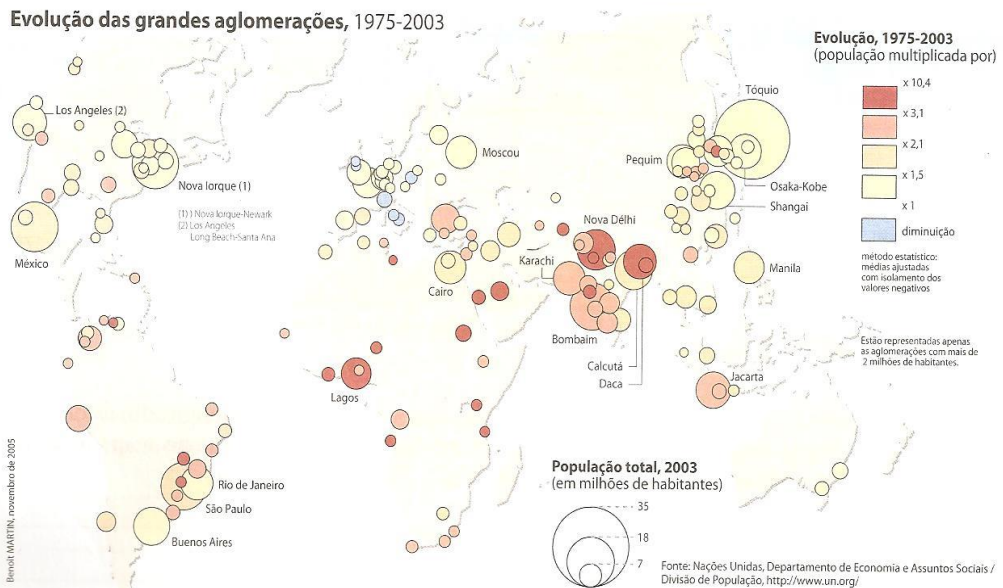 Evolução das grandes aglomerações, 1975-2003
Evolução, 1975-2003
(população multiplicada por)
x 10,4
x 3,1
x 2,1
x 1,5
x 1
diminuição
método estatístico:
médias ajustadas
com isolamento dos
valores negativos
Estão representadas apenas
as aglomerações com mais de
2 milhões de habitantes.
Los Angeles (2)
Nova Iorque (1)
(1) ) Nova Iorque-Newark
(2) Los Angeles
Long Beach-Santa Ana
México
Moscou
Cairo
Lagos
Karachi
Nova Délhi
Bombaim
Calcutá
Daca
Tóquio
Pequim
Osaka-Kobe
Shangai
Manila
Jacarta
Rio de Janeiro
São Paulo
Buenos Aires
População total, 2003
(em milhões de habitantes)
35
18
7
Fonte: Nações Unidas, Departamento de Economia e Assuntos Sociais /
Divisão de População, http://www.un.org/
Benoit MARTIN, novembro de 2005